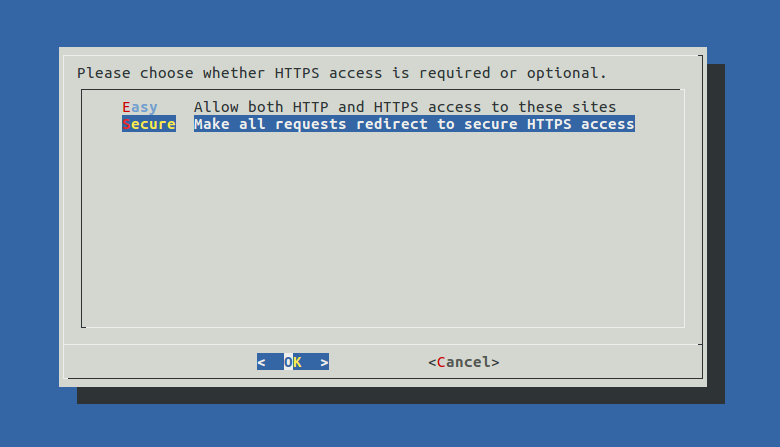 Please choose whether HTTPS access is required or optional.
Easy Allow both HTTP and HTTPS access to these sites
Secure Make all requests redirect to secure HTTPS access
< OK > <Cancel>